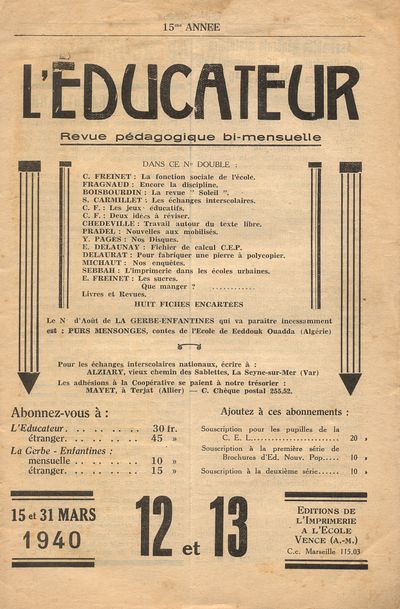 15me ANNEE
L'ÉDUCATEUR
Revue pédagogique bi-mensuelle
DANS CE No DOUBLE :
C. FREINET : La fonction sociale de l'école.
FRAGNAUD : Encore la discipline.
BOISBOURDIN : La revue " Soleil ".
S. CARMILLET : Les échanges interscolaires.
C. F. : Les jeux éducatifs.
C. F. : Deux idées à réviser.
CHEDEVILLE : Travail autour du texte libre.
PRADEL : Nouvelles aux mobilisés.
Y. PAGES : Nos Disques.
E. DELAUNAY : Fichier de calcul C.E.P.
DELAURAT : Pour fabriquer une pierre à polycopier.
MICHAUT : Nos enquêtes.
SEBBAH : L'imprimerie dans les écoles urbaines.
E. FREINET : Les sucres.
Que manger ? ............
Livres et Revues.
HUIT FICHES ENCARTEES
Le N° d'Août de LA GERBE-ENFANTINES qui va paraître incessamment
est : PURS MENSONGES, contes de l'Ecole de Eeddouk Ouadda (Algérie)
Pour les échanges interscolaires nationaux, écrire à :
ALZIARY, vieux chemin des Sablettes, La Seyne-sur-Mer (Var)
Les adhésions à la Coopérative se paient à notre trésorier :
MAYET, à Terjat (Allier) — C. Chèque postal 255.52.
Abonnez-vous à :
L'Educateur . . . . . . . . 30 fr.
étranger. . . . . . . 45 »
La Gerbe - Enfantines :
mensuelle . . . . . . 10 »
étranger. . . . . . . 15 »
Ajoutez à ces abonnements :
Souscription pour les pupilles de la
C. E. L........................ 20 »
Souscription à la première série de
Brochures d'Ed. Nouv. Pop..... 10 »
Souscription à la deuxième série...... 10 »
15 et 31 MARS
1940
12 et 13
EDITIONS DE
L'IMPRIMERIE
A L'ECOLE
VENCE (A.-M.)
C.c. Marseille 115.03